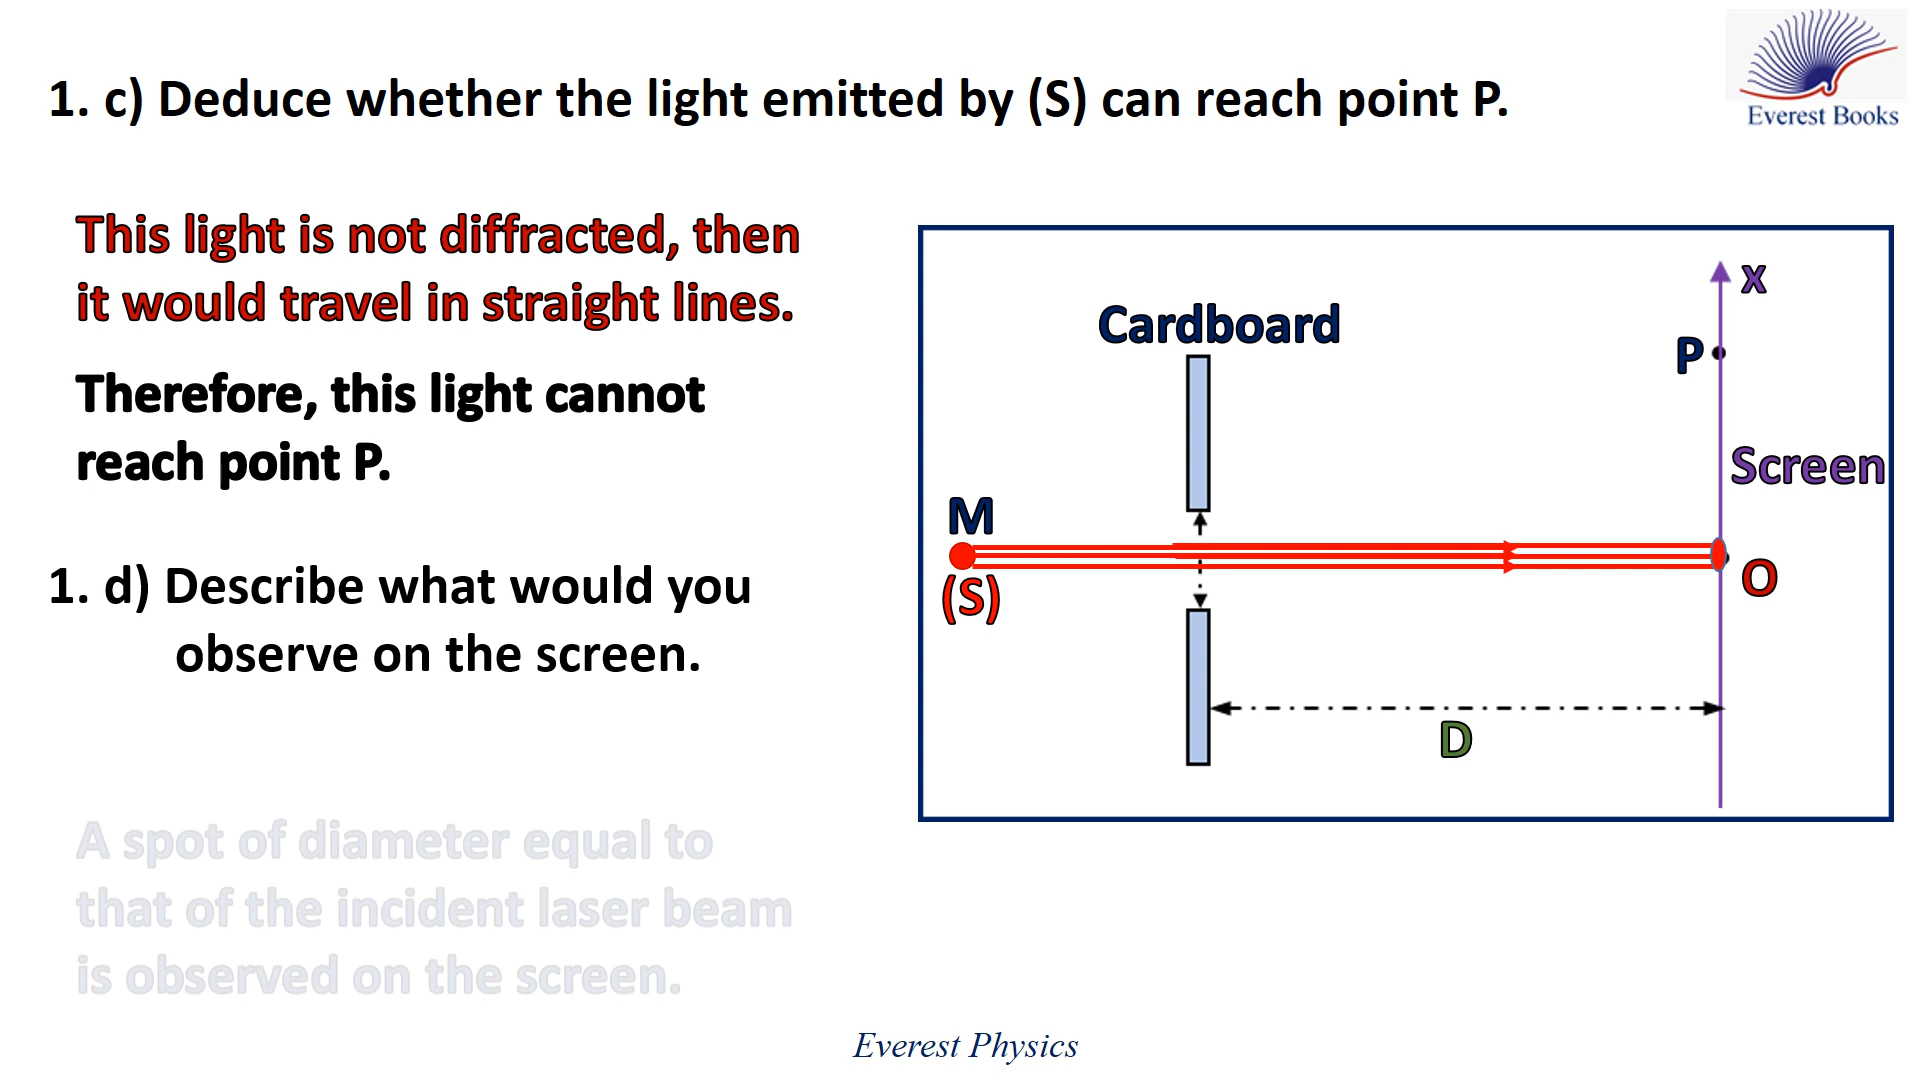 1. c) Deduce whether the light emitted by (S) can reach point P.
Everest Books
This light is not diffracted, then
it would travel in straight lines.
Therefore, this light cannot
reach point P.
1. d) Describe what would you
observe on the screen.
A spot of diameter equal to
that of the incident laser beam
is observed on the screen.
x
Cardboard
P
Screen
M
(S)
O
D
Everest Physics